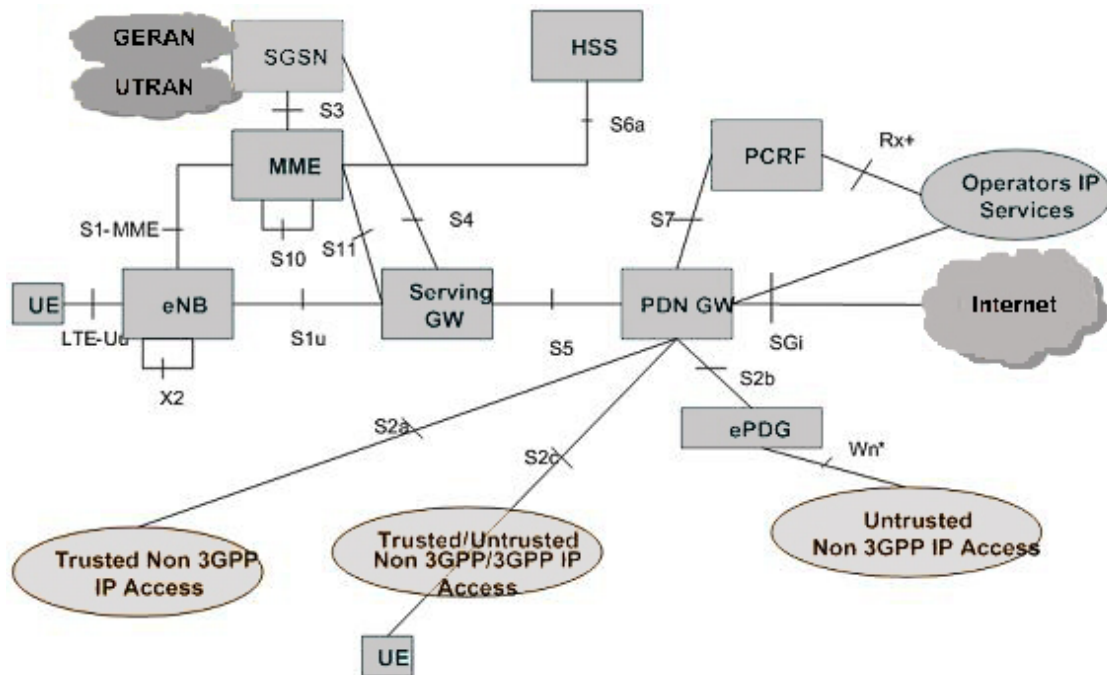 GERAN
UTRAN
SGSN
HSS
S3
S6a
MME
PCRF
Rx+
Operators IP
Services
S1-MME
S10
S11
S4
S7
UE
LTE-Uu
eNB
X2
S1u
Serving
GW
S5
PDN GW
SGi
Internet
S2b
ePDG
S2a
S2c
Wn*
Trusted Non 3GPP
IP Access
Trusted/Untrusted
Non 3GPP/3GPP IP
Access
Untrusted
Non 3GPP IP Access
UE